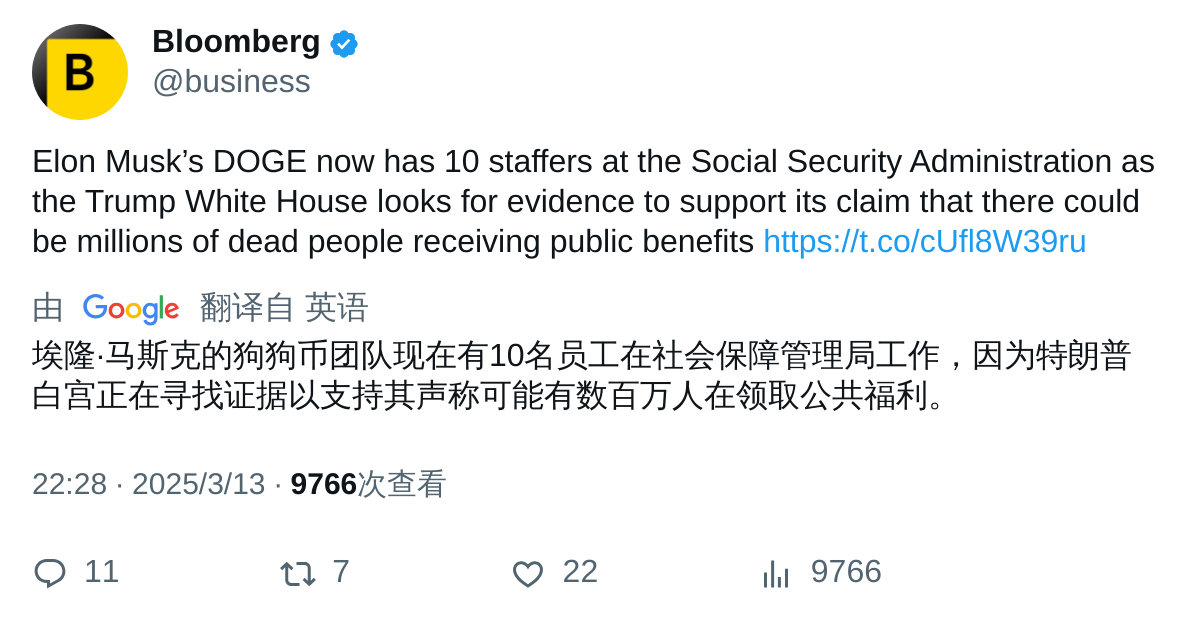 B
Bloomberg
@business
Elon Musk’s DOGE now has 10 staffers at the Social Security Administration as
the Trump White House looks for evidence to support its claim that there could
be millions of dead people receiving public benefits https://t.co/cUfl8W39ru
由 Google 翻译自 英语
埃隆·马斯克的狗狗币团队现在有10名员工在社会保障管理局工作，因为特朗普
白宫正在寻找证据以支持其声称可能有数百万人在领取公共福利。
22:28 · 2025/3/13 · 9766次查看
11 7 22 9766